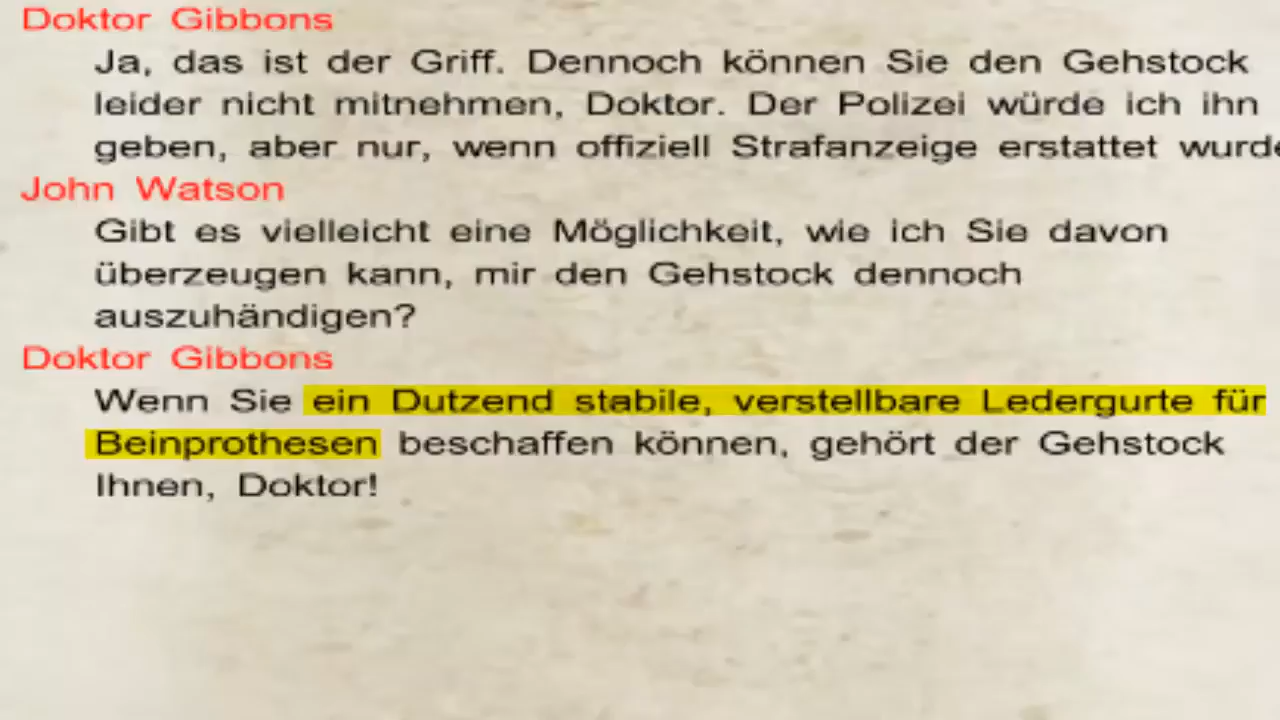 Doktor Gibbons
Ja, das ist der Griff. Dennoch können Sie den Gehstock
leider nicht mitnehmen, Doktor. Der Polizei würde ich ihn
geben, aber nur, wenn offiziell Strafanzeige erstattet wurde
John Watson
Gibt es vielleicht eine Möglichkeit, wie ich Sie davon
überzeugen kann, mir den Gehstock dennoch
auszuhändigen?
Doktor Gibbons
Wenn Sie ein Dutzend stabile, verstellbare Ledergurte für
Beinprothesen beschaffen können, gehört der Gehstock
Ihnen, Doktor!